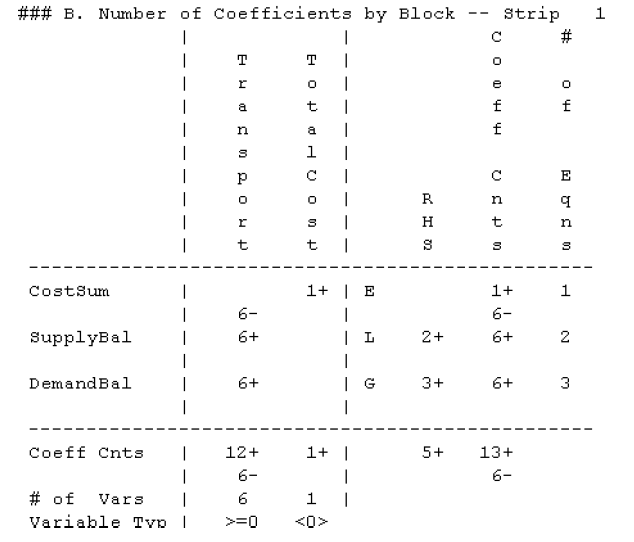 ### B. Number of Coefficients by Block -- Strip 1
| | C #
| T T | o
| r o | e o
| a t | f f
| n a | f
| s l |
| p C | C E
| o o | R n q
| r s | H t n
| t t | S s s
-------------------------------------------------
CostSum | 1+ | E 1+ 1
| 6- | 6-
SupplyBal | 6+ | L 2+ 6+ 2
| |
DemandBal | 6+ | G 3+ 6+ 3
| |
-------------------------------------------------
Coeff Cnts | 12+ 1+ | 5+ 13+
| 6- | 6-
# of Vars | 6 1 |
Variable Typ | >=0 <0>